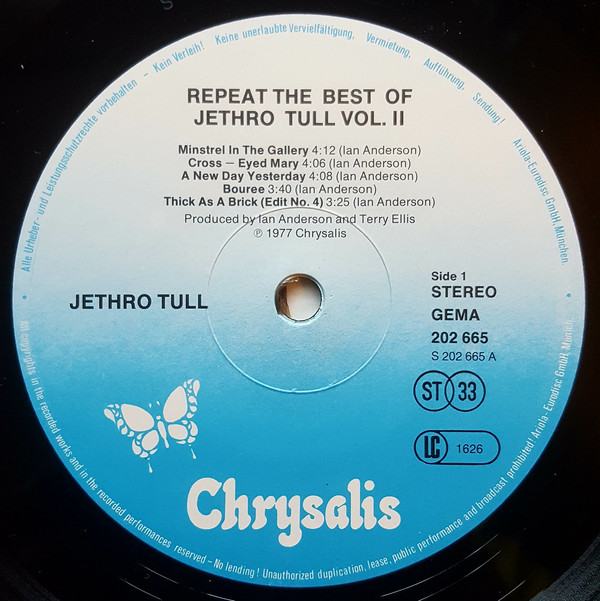 Alle Urheber- und Leistungsschutzrechte vorbehalten – Kein Verleih! Keine unerlaubte Vervielfältigung, Vermietung, Aufführung, Sendung! Ariola-Eurodisc GmbH, München.
REPEAT THE BEST OF
JETHRO TULL VOL. II
Minstrel In The Gallery 4:12 (Ian Anderson)
Cross – Eyed Mary 4:06 (Ian Anderson)
A New Day Yesterday 4:08 (Ian Anderson)
Bouree 3:40 (Ian Anderson)
Thick As A Brick (Edit No. 4) 3:25 (Ian Anderson)
Produced by Ian Anderson and Terry Ellis
℗ 1977 Chrysalis
JETHRO TULL
Side 1
STEREO
GEMA
202 665
S 202 665 A
ST 33
LC 1626
Chrysalis
All copyrights in the recorded works and in the recorded performances reserved – No lending! Unauthorized duplication, lease, public performance and broadcast prohibited! Ariola-Eurodisc GmbH, Munich.